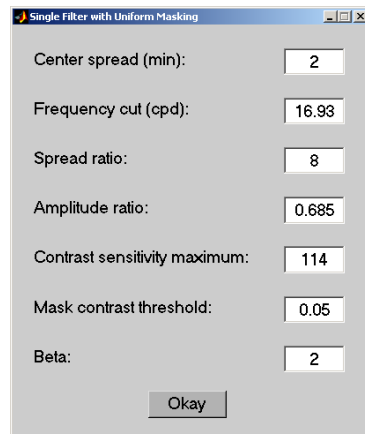 Single Filter with Uniform Masking
Center spread (min): 2
Frequency cut (cpd): 16.93
Spread ratio: 8
Amplitude ratio: 0.685
Contrast sensitivity maximum: 114
Mask contrast threshold: 0.05
Beta: 2
Okay